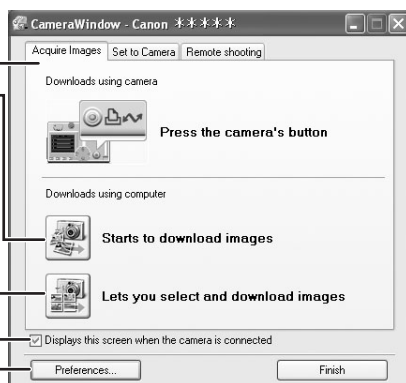 CameraWindow - Canon *****
Acquire Images Set to Camera Remote shooting
Downloads using camera
Press the camera's button
Downloads using computer
Starts to download images
Lets you select and download images
Displays this screen when the camera is connected
Preferences... Finish